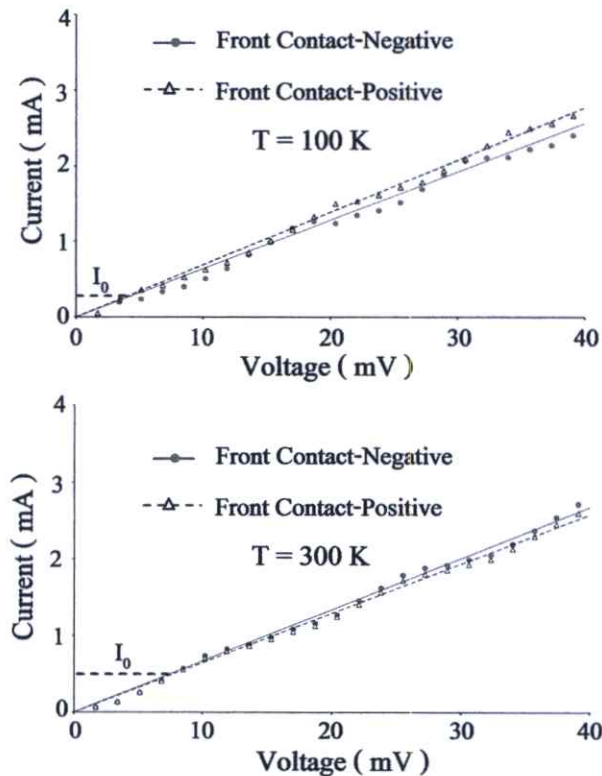 4
Front Contact-Negative
3
Front Contact-Positive
T = 100 K
2
Current ( mA )
1
I₀
0
0 10 20 30 40
Voltage ( mV )
4
Front Contact-Negative
3
Front Contact-Positive
T = 300 K
2
Current ( mA )
1
I₀
0
0 10 20 30 40
Voltage ( mV )